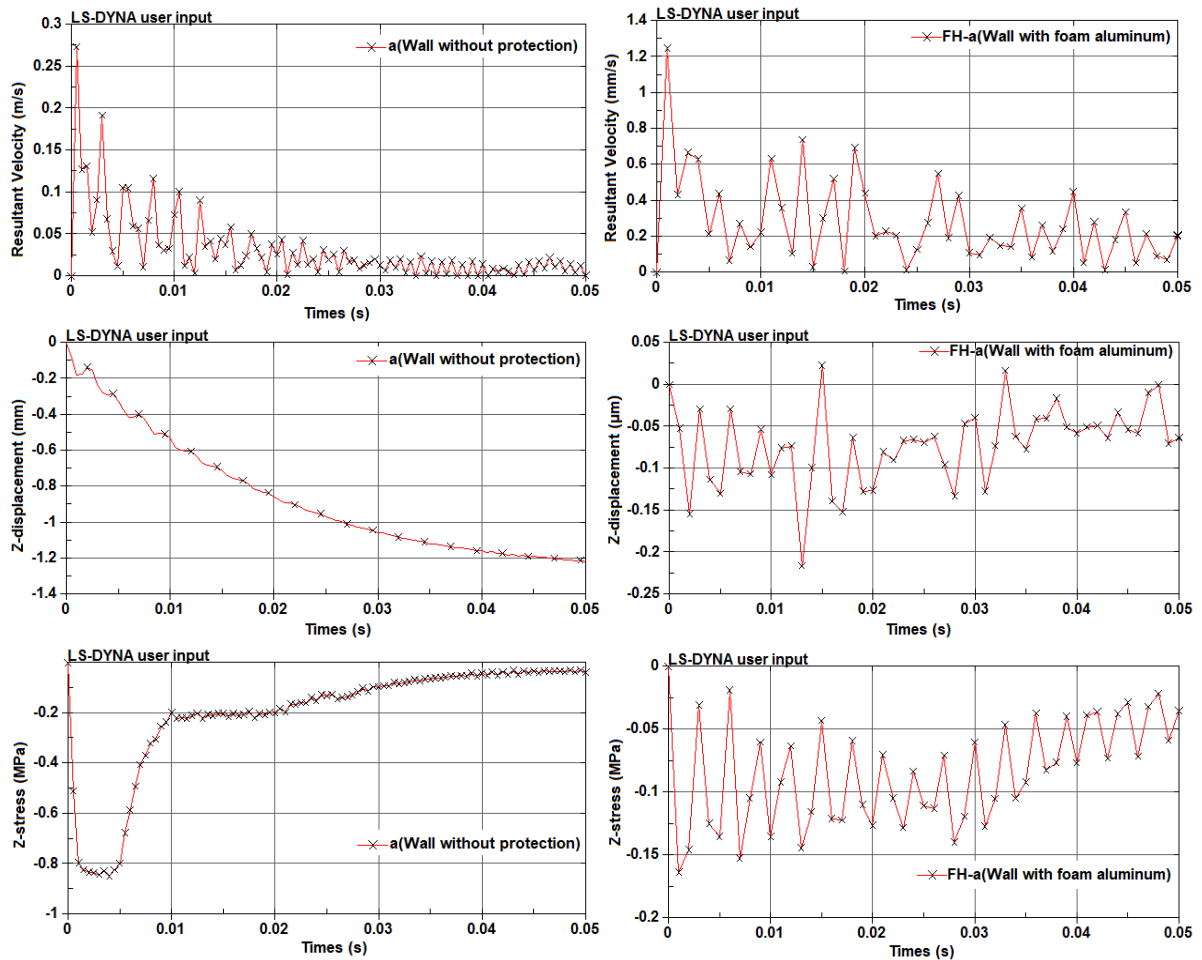 LS-DYNA user input
a(Wall without protection)
Resultant Velocity (m/s)
0.3
0.25
0.2
0.15
0.1
0.05
0
0 0.01 0.02 0.03 0.04 0.05
Times (s)
LS-DYNA user input
FH-a(Wall with foam aluminum)
Resultant Velocity (mm/s)
1.4
1.2
1
0.8
0.6
0.4
0.2
0
0 0.01 0.02 0.03 0.04 0.05
Times (s)
LS-DYNA user input
a(Wall without protection)
Z-displacement (mm)
0
-0.2
-0.4
-0.6
-0.8
-1
-1.2
-1.4
0 0.01 0.02 0.03 0.04 0.05
Times (s)
LS-DYNA user input
FH-a(Wall with foam aluminum)
Z-displacement (μm)
0.05
0
-0.05
-0.1
-0.15
-0.2
-0.25
0 0.01 0.02 0.03 0.04 0.05
Times (s)
LS-DYNA user input
a(Wall without protection)
Z-stress (MPa)
-0.2
-0.4
-0.6
-0.8
-1
0 0.01 0.02 0.03 0.04 0.05
Times (s)
LS-DYNA user input
FH-a(Wall with foam aluminum)
Z-stress (MPa)
0
-0.05
-0.1
-0.15
-0.2
0 0.01 0.02 0.03 0.04 0.05
Times (s)